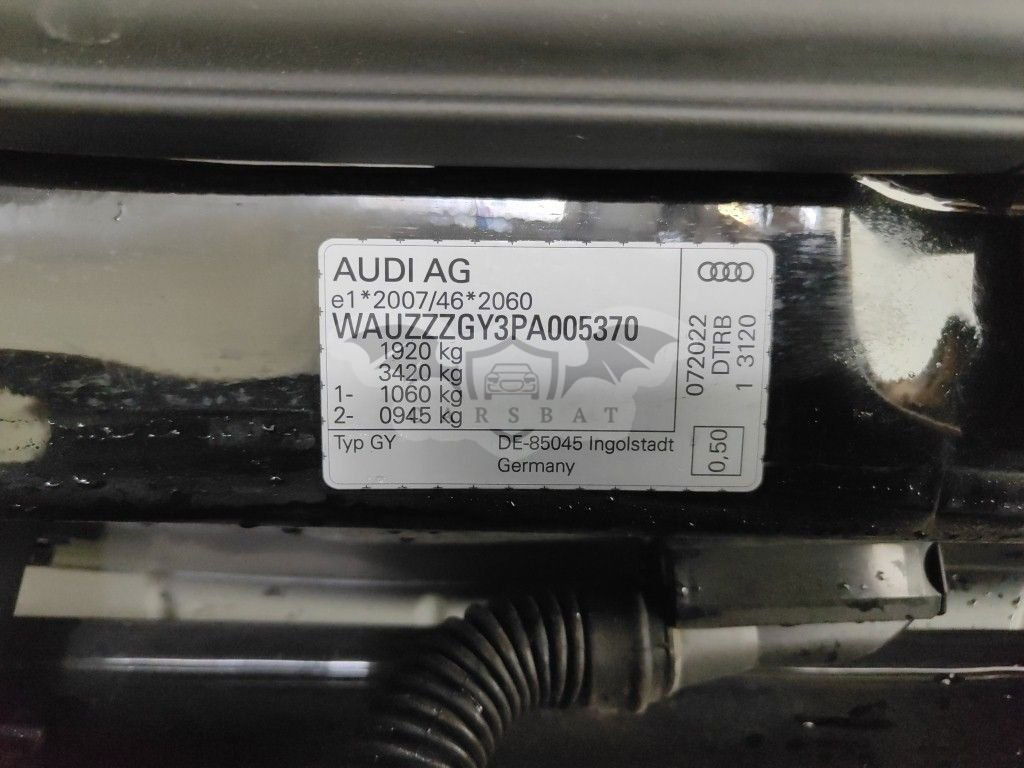 AUDI AG
e1*2007/46*2060
WAUZZZGY3PA005370
1920 kg
3420 kg
1- 1060 kg
2- 0945 kg
Typ GY
DE-85045 Ingolstadt
Germany
072022
DTRB
1 3120
0,50
RSBAT